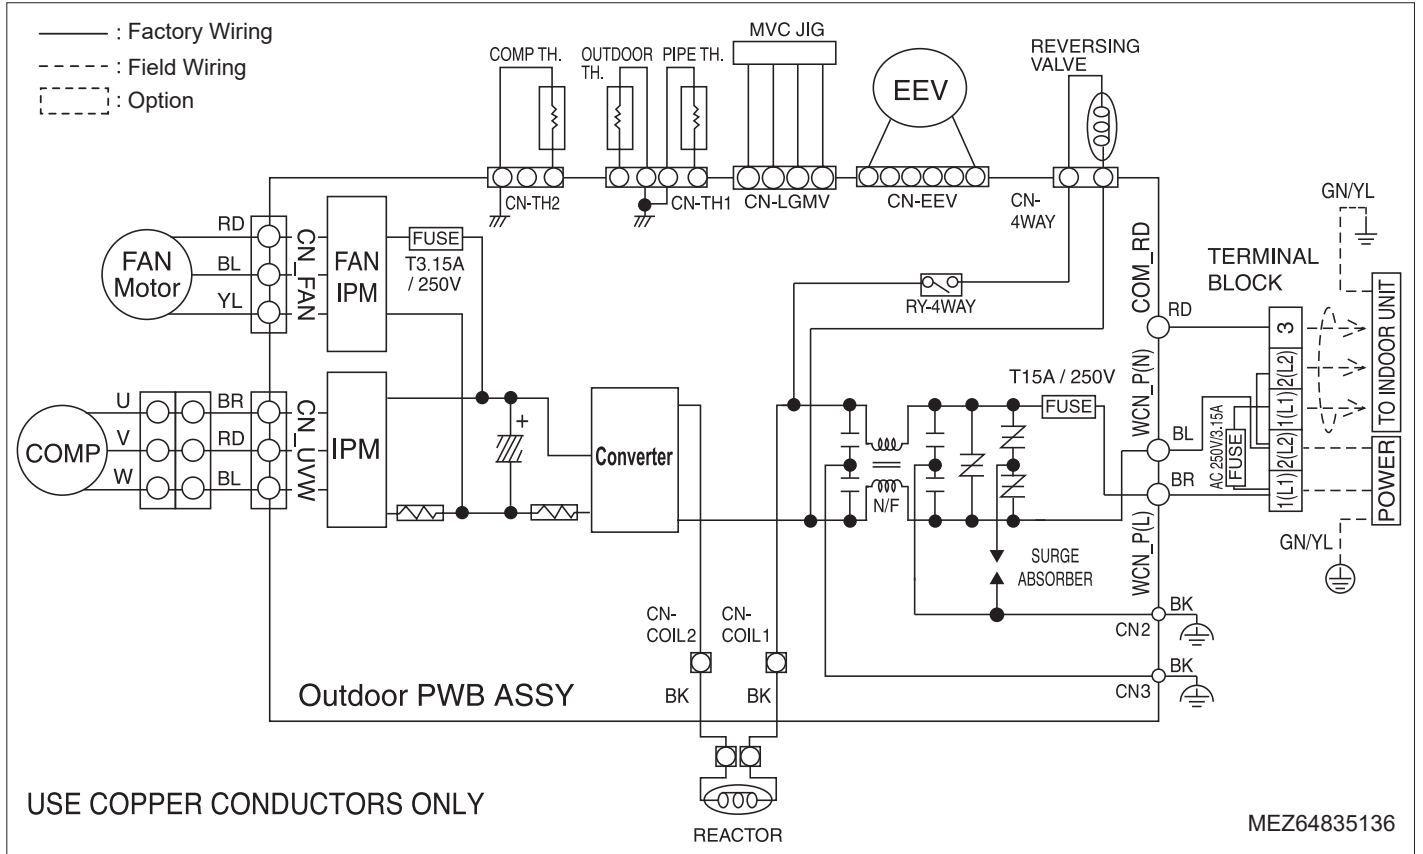 : Factory Wiring
: Field Wiring
: Option
COMP TH.
OUTDOOR
TH.
PIPE TH.
MVC JIG
EEV
REVERSING
VALVE
CN-TH2
CN-TH1
CN-LGMV
CN-EEV
CN-
4WAY
RD
BL
YL
FAN
Motor
CN_FAN
FAN
IPM
FUSE
T3.15A
/ 250V
RY-4WAY
COM_RD
RD
TERMINAL
BLOCK
GN/YL
3
2(L2)
1(L1)
2(L2)
1(L1)
TO INDOOR UNIT
POWER
AC 250V/3.15A
FUSE
GN/YL
U
V
W
COMP
BR
RD
BL
CN_UVW
IPM
+
Converter
N/F
T15A / 250V
FUSE
WCN_P(N)
BL
BR
WCN_P(L)
SURGE
ABSORBER
BK
CN2
BK
CN3
CN-
COIL2
CN-
COIL1
BK
BK
Outdoor PWB ASSY
REACTOR
USE COPPER CONDUCTORS ONLY
MEZ64835136